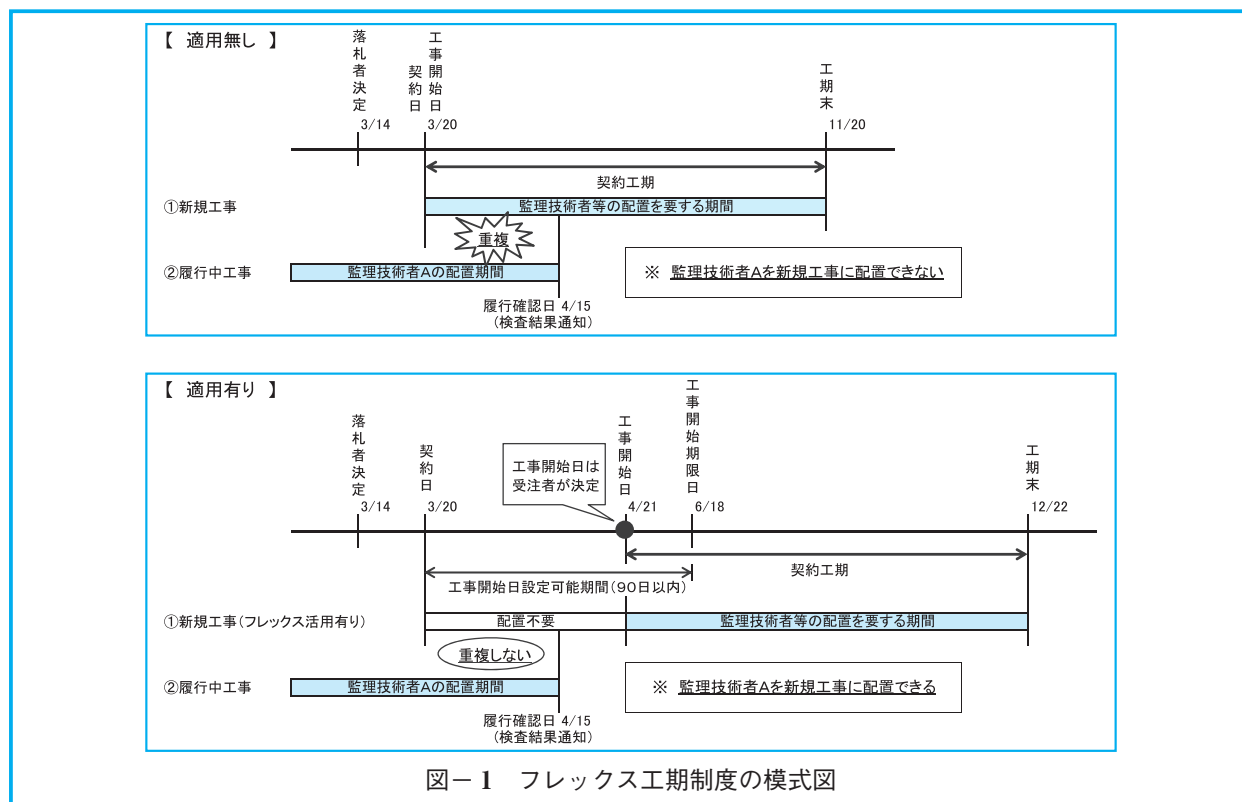 【 適用無し 】
落札者決定
契約日
工事開始日
工期末
3/14
3/20
11/20
契約工期
①新規工事
監理技術者等の配置を要する期間
重複
②履行中工事
監理技術者Aの配置期間
※ 監理技術者Aを新規工事に配置できない
履行確認日 4/15
(検査結果通知)
【 適用有り 】
落札者決定
契約日
工事開始日は
受注者が決定
工事開始日
工事開始期限日
工期末
3/14
3/20
4/21
6/18
12/22
契約工期
工事開始日設定可能期間(90日以内)
①新規工事(フレックス活用有り)
配置不要
監理技術者等の配置を要する期間
重複しない
②履行中工事
監理技術者Aの配置期間
※ 監理技術者Aを新規工事に配置できる
履行確認日 4/15
(検査結果通知)
図－1 フレックス工期制度の模式図